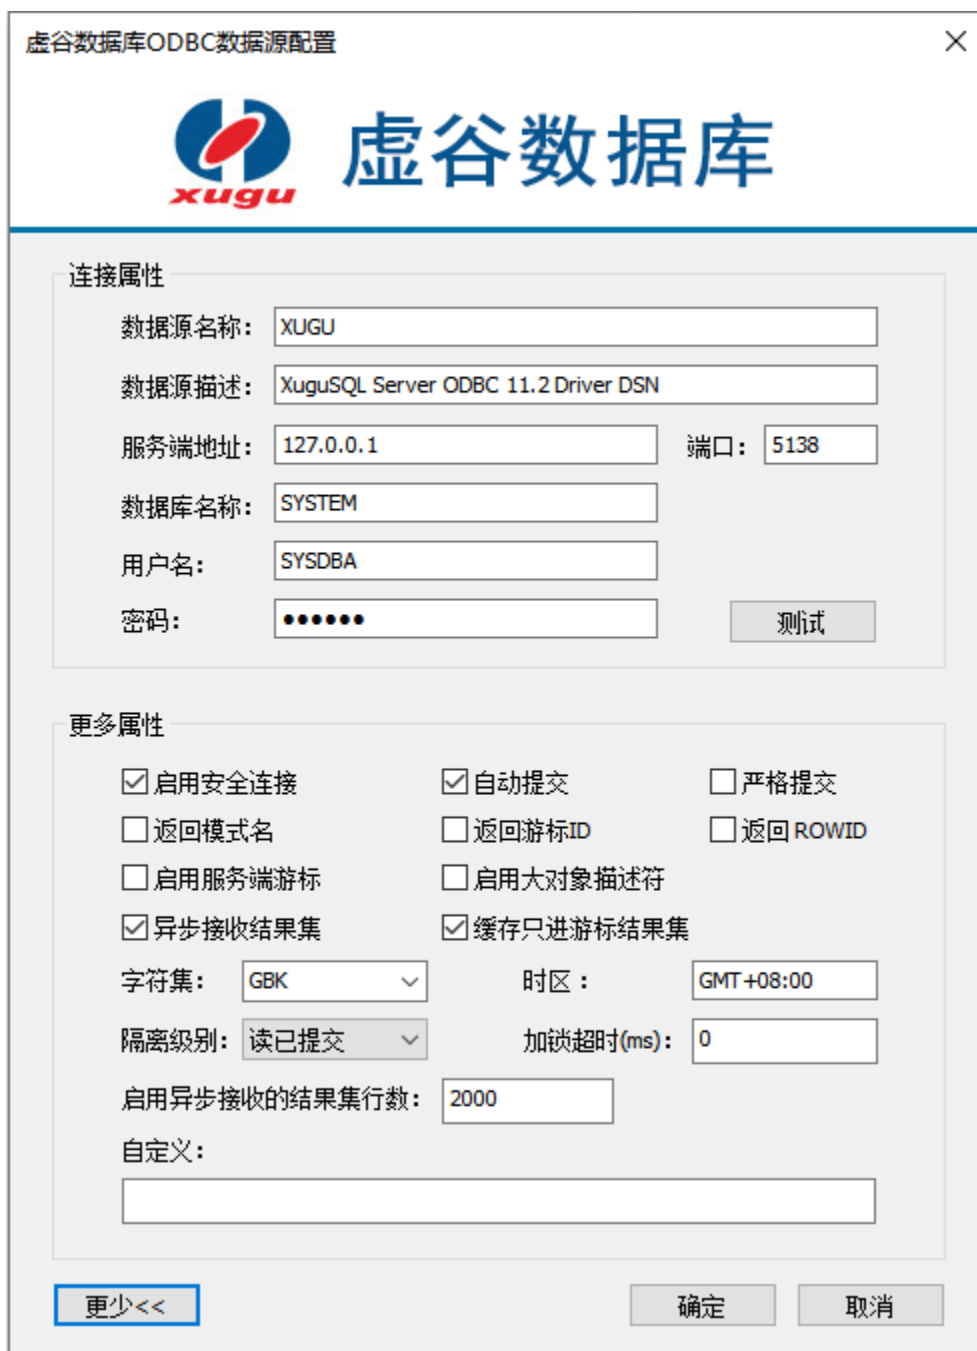 虚谷数据库ODBC数据源配置
xugu 虚谷数据库
连接属性
数据源名称： XUGU
数据源描述： XuguSQL Server ODBC 11.2 Driver DSN
服务端地址： 127.0.0.1 端口： 5138
数据库名称： SYSTEM
用户名： SYSDBA
密码： ●●●●●● 测试
更多属性
启用安全连接 自动提交 严格提交
返回模式名 返回游标ID 返回 ROWID
启用服务端游标 启用大对象描述符
异步接收结果集 缓存只进游标结果集
字符集： GBK 时区： GMT+08:00
隔离级别： 读已提交 加锁超时(ms)： 0
启用异步接收的结果集行数： 2000
自定义：
更少<< 确定 取消